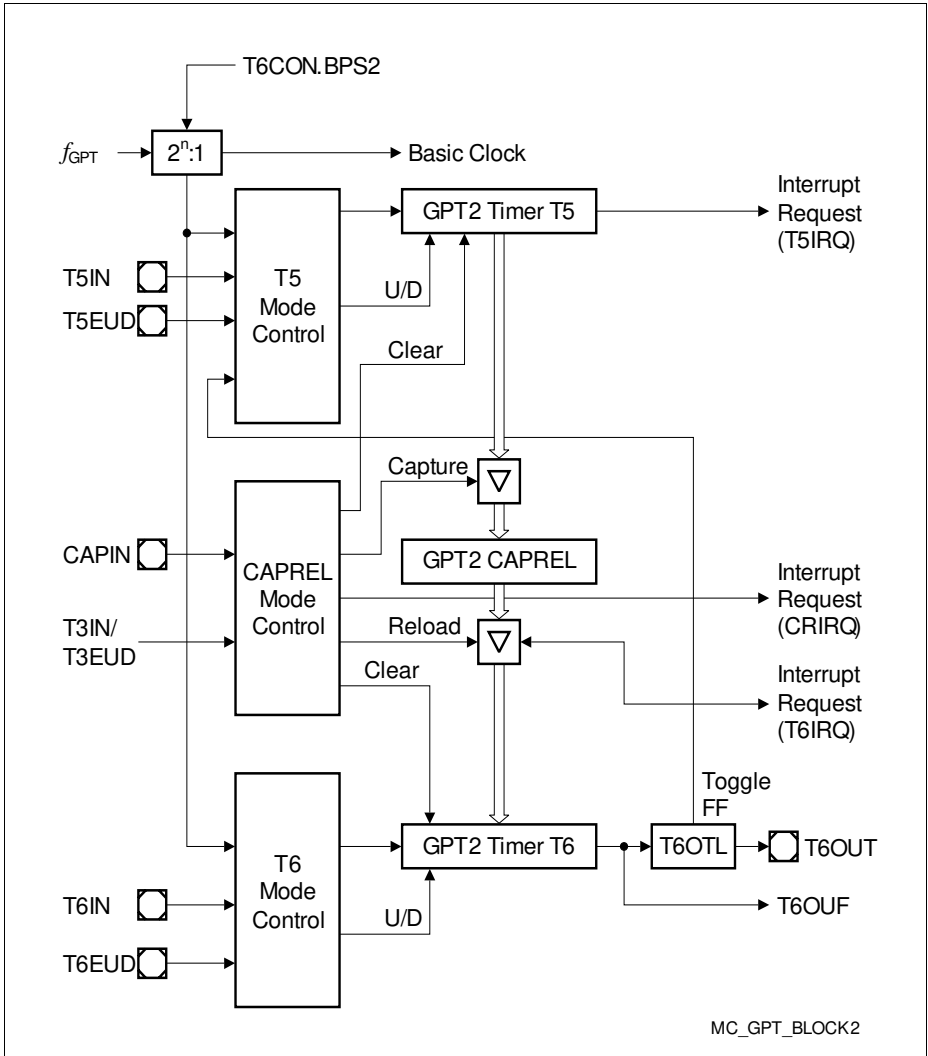 T6CON.BPS2
fGPT
2ⁿ:1
Basic Clock
Interrupt
Request
(T5IRQ)
GPT2 Timer T5
T5IN
T5
Mode
Control
U/D
T5EUD
Clear
Capture
CAPIN
CAPREL
Mode
Control
GPT2 CAPREL
Interrupt
Request
(CRIRQ)
T3IN/
T3EUD
Reload
Clear
Interrupt
Request
(T6IRQ)
Toggle
FF
T6
Mode
Control
GPT2 Timer T6
T6OTL
T6OUT
T6IN
U/D
T6OUF
T6EUD
MC_GPT_BLOCK2